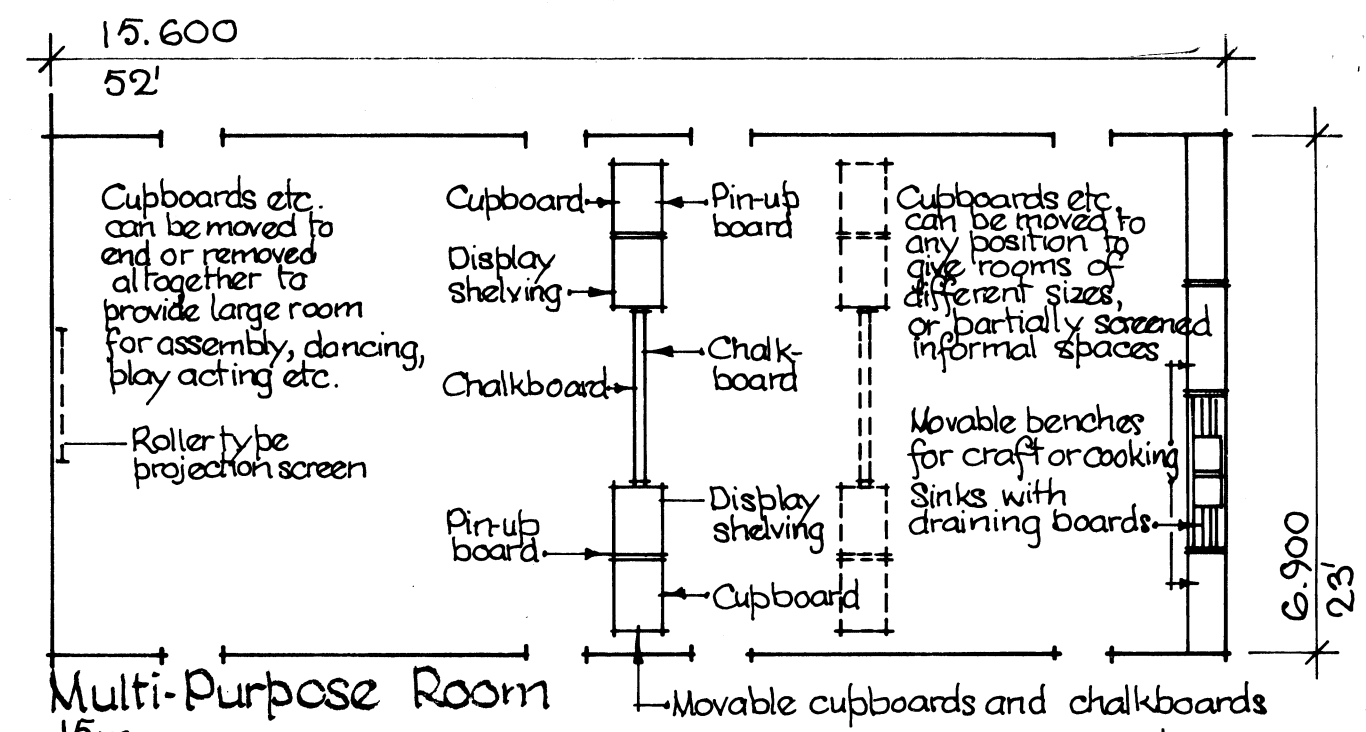 15.600
52'
Cupboards etc.
can be moved to
end or removed
altogether to
provide large room
for assembly, dancing,
play acting etc.
Roller type
projection screen
Cupboard
Display
shelving
Chalkboard
Pin-up
board
Pin-up
board
Chalk-
board
Display
shelving
Cupboard
Cupboards etc.
can be moved to
any position to
give rooms of
different sizes,
or partially screened
informal spaces
Movable benches
for craft or cooking
Sinks with
draining boards
6.900
23'
Multi-Purpose Room
Movable cupboards and chalkboards